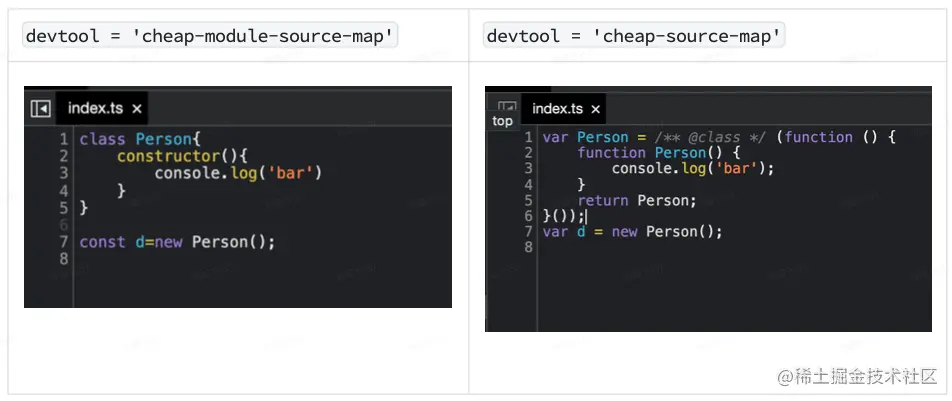 devtool = 'cheap-module-source-map'
index.ts ×
1 class Person{
2     constructor(){
3         console.log('bar')
4     }
5 }
6
7 const d=new Person();
8
devtool = 'cheap-source-map'
top
index.ts ×
1 var Person = /** @class */ (function () {
2     function Person() {
3         console.log('bar');
4     }
5     return Person;
6 }());
7 var d = new Person();
8
@稀土掘金技术社区